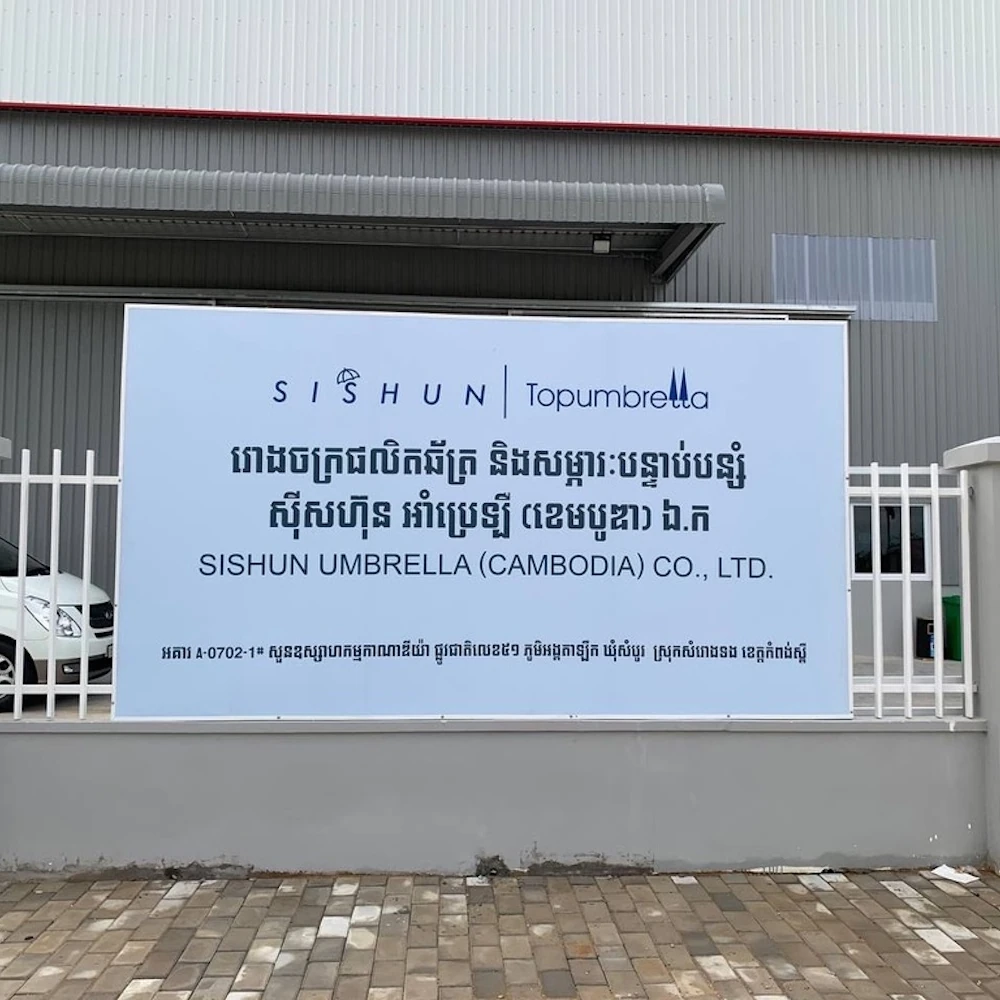 SISHUN | Topumbrella
រោងចក្រផលិតឆ័ត្រ និងសម្ភារៈបន្ទាប់បន្សំ
ស៊ីសហ៊ុន អាំប្រេឡឺ (ខេមបូឌា) ឯ.ក
SISHUN UMBRELLA (CAMBODIA) CO., LTD.
អគារ A-0702-1# សួនឧស្សាហកម្មកាណាឌីយ៉ា ផ្លូវជាតិលេខ៥១ ភូមិអង្គតាឡឹក ឃុំសំបូរ ស្រុកសំរោងទង ខេត្តកំពង់ស្ពឺ